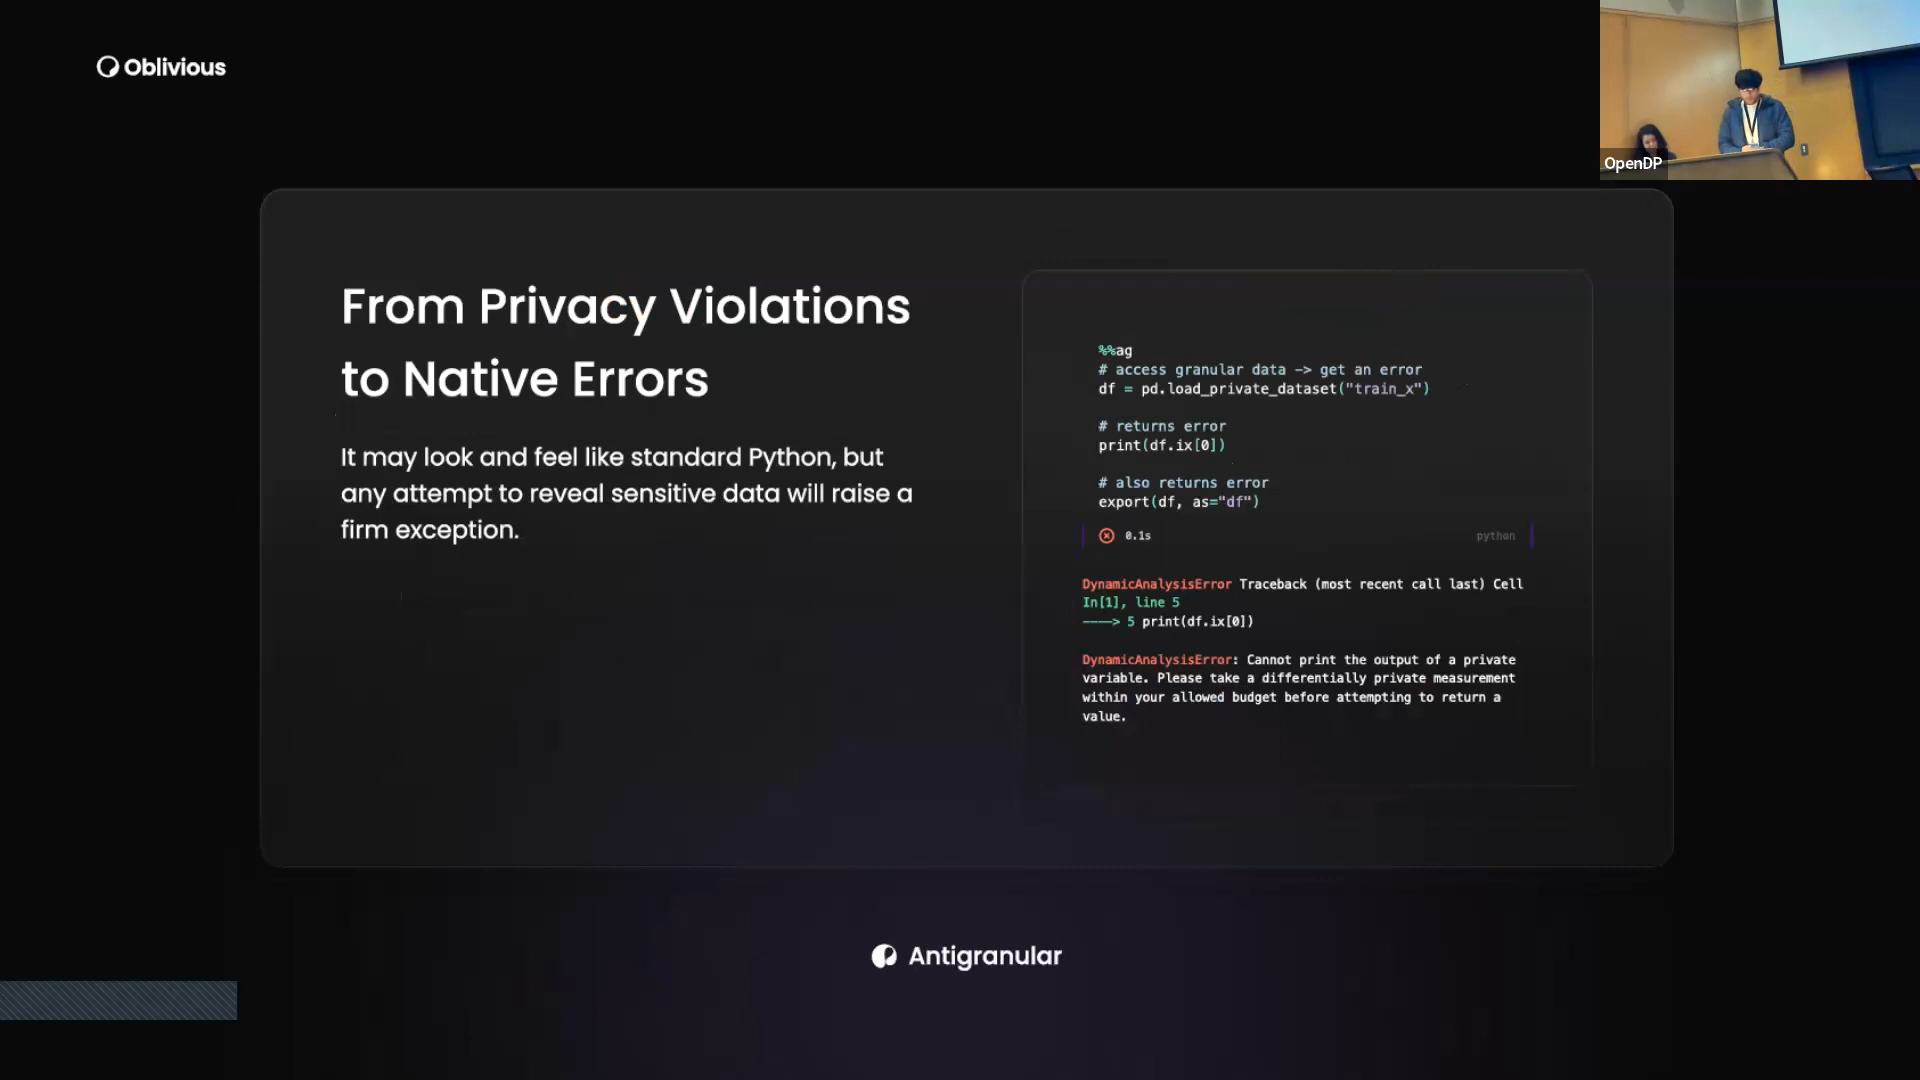 Oblivious
OpenDP
From Privacy Violations
to Native Errors
It may look and feel like standard Python, but
any attempt to reveal sensitive data will raise a
firm exception.
%%ag
# access granular data -> get an error
df = pd.load_private_dataset("train_x")
# returns error
print(df.ix[0])
# also returns error
export(df, as="df")
0.1s
python
DynamicAnalysisError Traceback (most recent call last) Cell
In[1], line 5
----> 5 print(df.ix[0])
DynamicAnalysisError: Cannot print the output of a private
variable. Please take a differentially private measurement
within your allowed budget before attempting to return a
value.
Antigranular